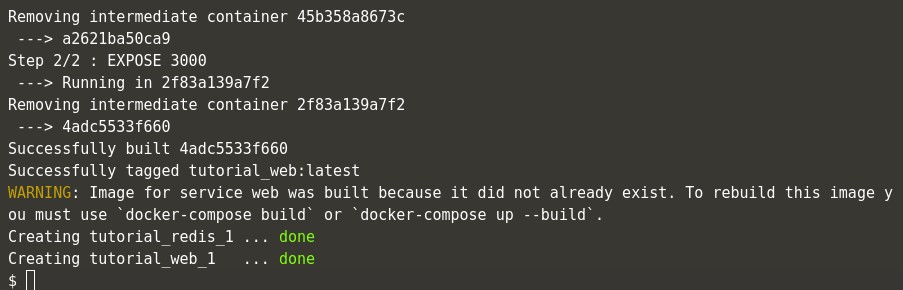 Removing intermediate container 45b358a8673c
 ---> a2621ba50ca9
Step 2/2 : EXPOSE 3000
 ---> Running in 2f83a139a7f2
Removing intermediate container 2f83a139a7f2
 ---> 4adc5533f660
Successfully built 4adc5533f660
Successfully tagged tutorial_web:latest
WARNING: Image for service web was built because it did not already exist. To rebuild this image y
ou must use `docker-compose build` or `docker-compose up --build`.
Creating tutorial_redis_1 ... done
Creating tutorial_web_1   ... done
$